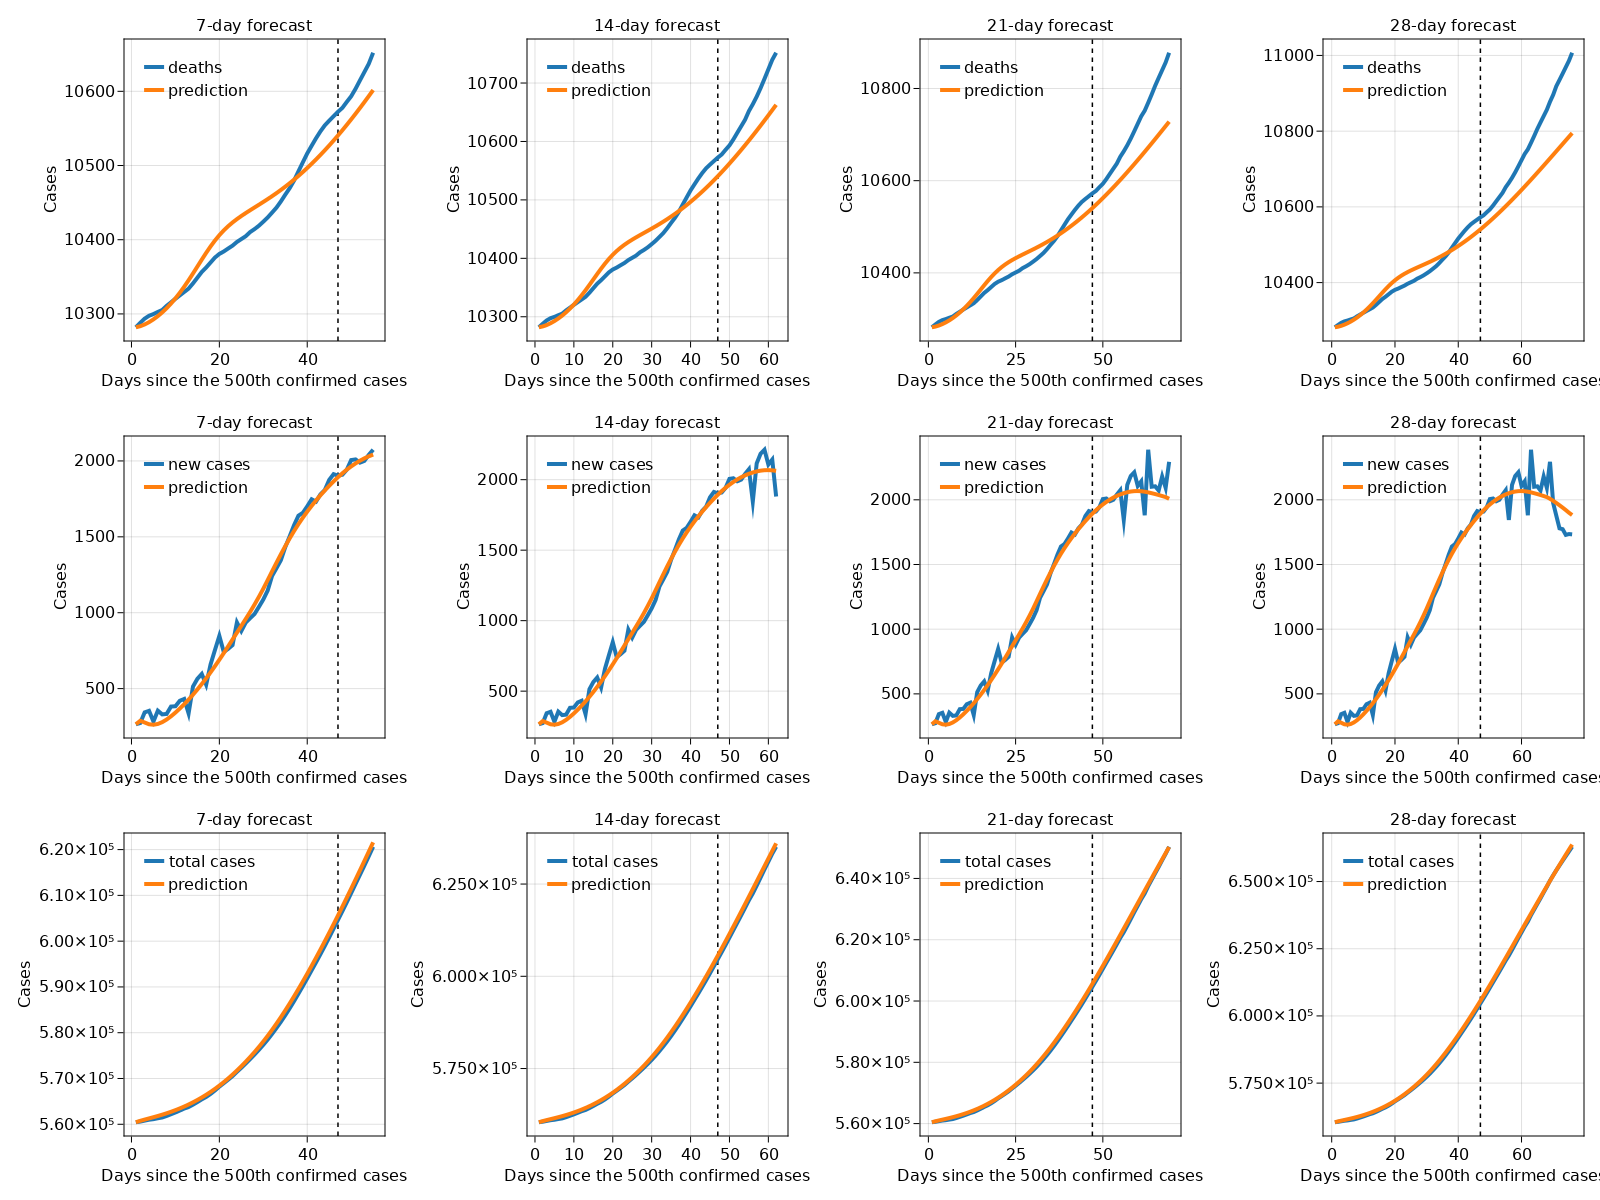 7-day forecast
deaths
prediction
10600
10500
10400
10300
Cases
0 20 40
Days since the 500th confirmed cases
14-day forecast
deaths
prediction
10700
10600
10500
10400
10300
Cases
0 10 20 30 40 50 60
Days since the 500th confirmed cases
21-day forecast
deaths
prediction
10800
10600
10400
Cases
0 25 50
Days since the 500th confirmed cases
28-day forecast
deaths
prediction
11000
10800
10600
10400
Cases
0 20 40 60
Days since the 500th confirmed cases
7-day forecast
new cases
prediction
2000
1500
1000
500
Cases
0 20 40
Days since the 500th confirmed cases
14-day forecast
new cases
prediction
2000
1500
1000
500
Cases
0 10 20 30 40 50 60
Days since the 500th confirmed cases
21-day forecast
new cases
prediction
2000
1500
1000
500
Cases
0 25 50
Days since the 500th confirmed cases
28-day forecast
new cases
prediction
2000
1500
1000
500
Cases
0 20 40 60
Days since the 500th confirmed cases
7-day forecast
total cases
prediction
6.20×10⁵
6.10×10⁵
6.00×10⁵
5.90×10⁵
5.80×10⁵
5.70×10⁵
5.60×10⁵
Cases
0 20 40
Days since the 500th confirmed cases
14-day forecast
total cases
prediction
6.250×10⁵
6.000×10⁵
5.750×10⁵
Cases
0 10 20 30 40 50 60
Days since the 500th confirmed cases
21-day forecast
total cases
prediction
6.40×10⁵
6.20×10⁵
6.00×10⁵
5.80×10⁵
5.60×10⁵
Cases
0 25 50
Days since the 500th confirmed cases
28-day forecast
total cases
prediction
6.500×10⁵
6.250×10⁵
6.000×10⁵
5.750×10⁵
Cases
0 20 40 60
Days since the 500th confirmed cases